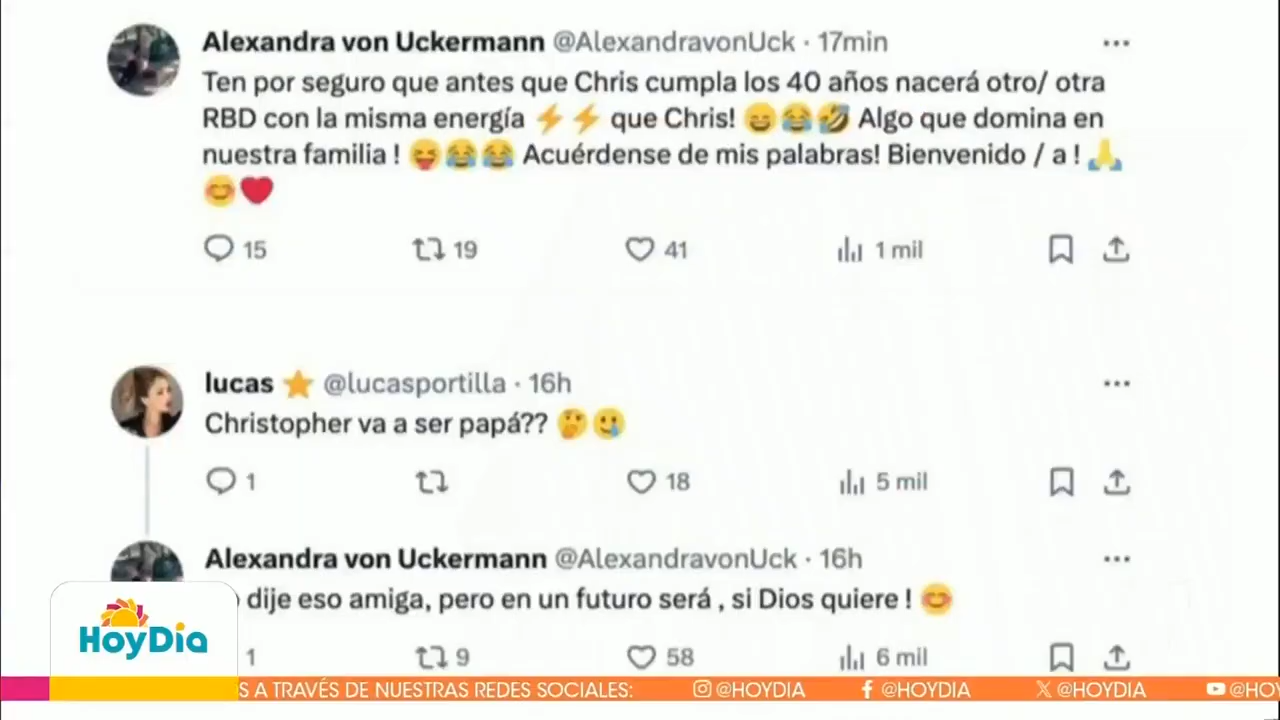 Alexandra von Uckermann @AlexandravonUck · 17min
Ten por seguro que antes que Chris cumpla los 40 años nacerá otro/ otra
RBD con la misma energía ⚡⚡ que Chris! 😄😂🤣 Algo que domina en
nuestra familia ! 😝😂😂 Acuérdense de mis palabras! Bienvenido / a ! 🙏
😊❤️
15 19 41 1 mil
lucas ⭐ @lucasportilla · 16h
Christopher va a ser papá?? 🤔🥲
1 18 5 mil
Alexandra von Uckermann @AlexandravonUck · 16h
dije eso amiga, pero en un futuro será , si Dios quiere ! 😊
1 9 58 6 mil
HoyDía
S A TRAVÉS DE NUESTRAS REDES SOCIALES: @HOYDIA @HOYDIA @HOYDIA @HOY